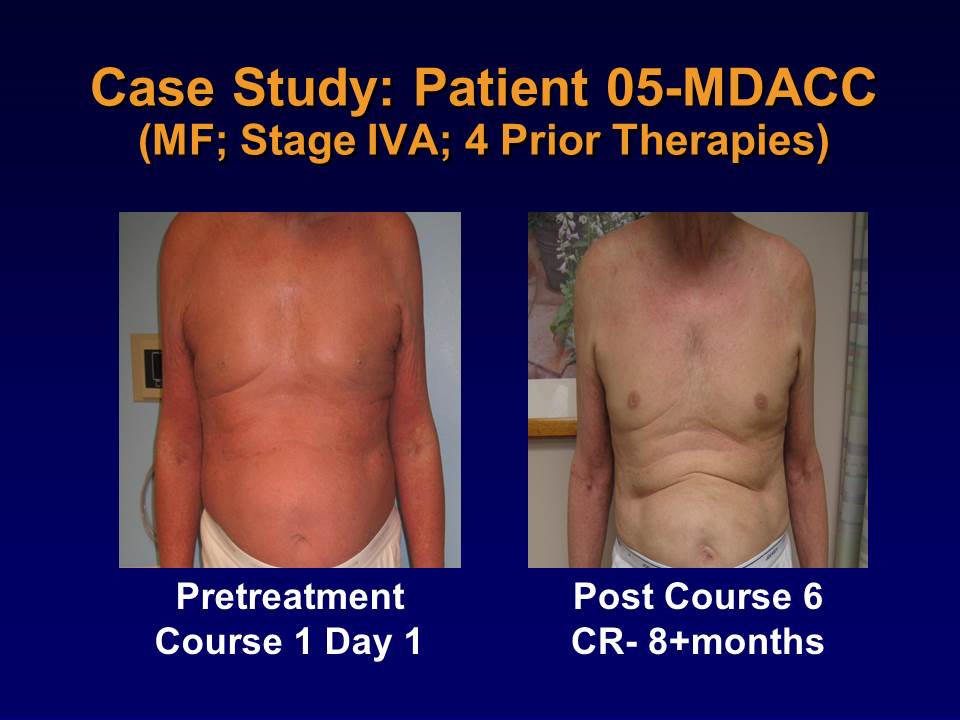 Case Study: Patient 05-MDACC
(MF; Stage IVA; 4 Prior Therapies)
Pretreatment
Course 1 Day 1
Post Course 6
CR- 8+months